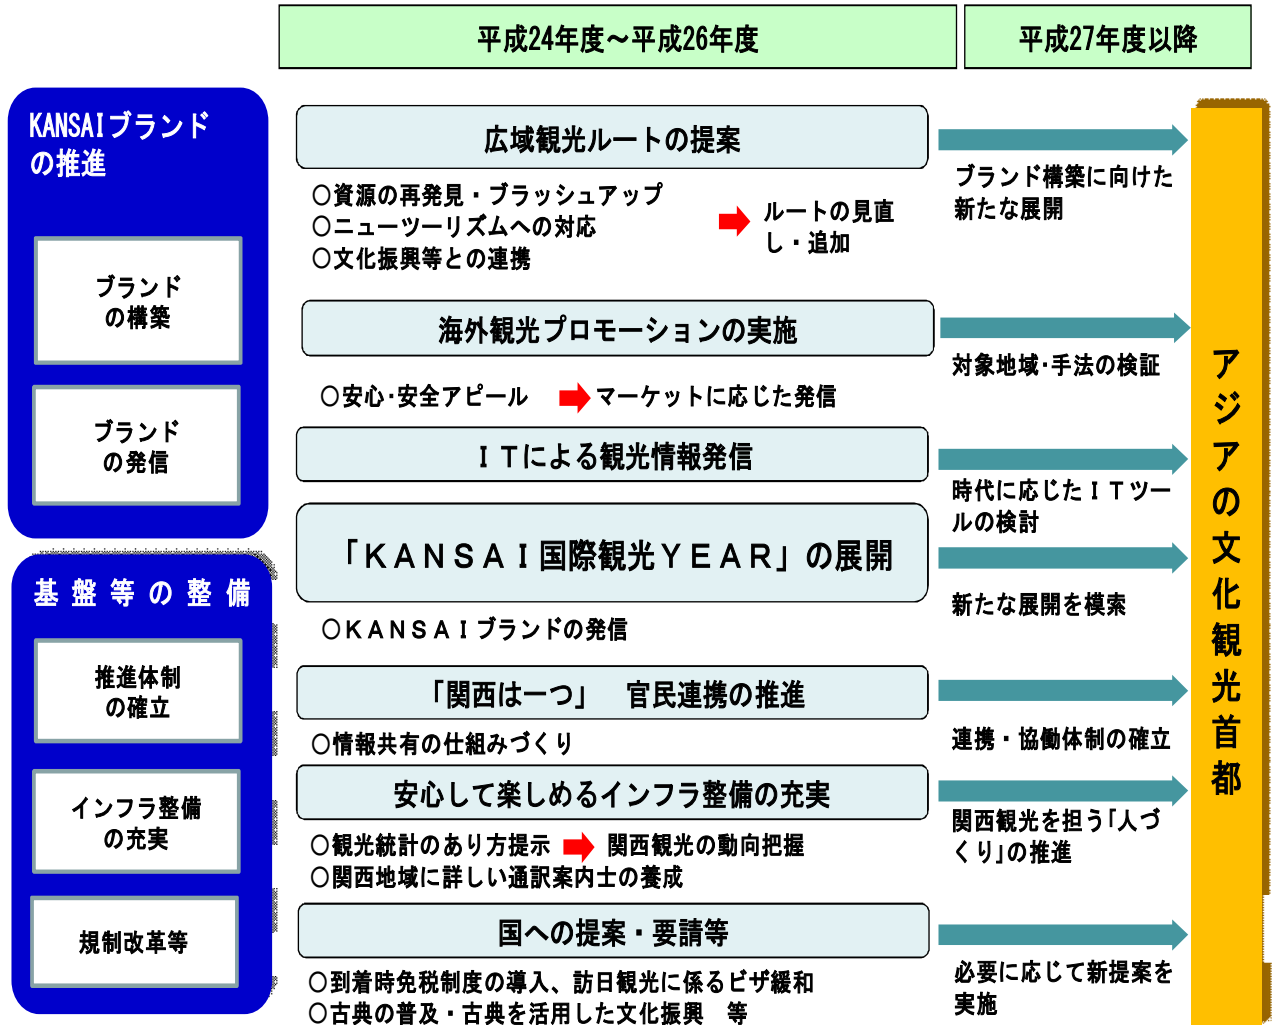 平成24年度～平成26年度
平成27年度以降
KANSAIブランド
の推進
ブランド
の構築
ブランド
の発信
広域観光ルートの提案
○資源の再発見・ブラッシュアップ
○ニューツーリズムへの対応
○文化振興等との連携
ルートの見直
し・追加
ブランド構築に向けた
新たな展開
海外観光プロモーションの実施
○安心･安全アピール
マーケットに応じた発信
対象地域･手法の検証
ＩＴによる観光情報発信
時代に応じたＩＴツー
ルの検討
「ＫＡＮＳＡＩ国際観光ＹＥＡＲ」の展開
○ＫＡＮＳＡＩブランドの発信
新たな展開を模索
基盤等の整備
推進体制
の確立
インフラ整備
の充実
規制改革等
「関西は一つ」　官民連携の推進
○情報共有の仕組みづくり
連携・協働体制の確立
安心して楽しめるインフラ整備の充実
○観光統計のあり方提示
関西観光の動向把握
○関西地域に詳しい通訳案内士の養成
関西観光を担う｢人づ
くり｣の推進
国への提案・要請等
○到着時免税制度の導入、訪日観光に係るビザ緩和
○古典の普及・古典を活用した文化振興　等
必要に応じて新提案を
実施
アジアの文化観光首都